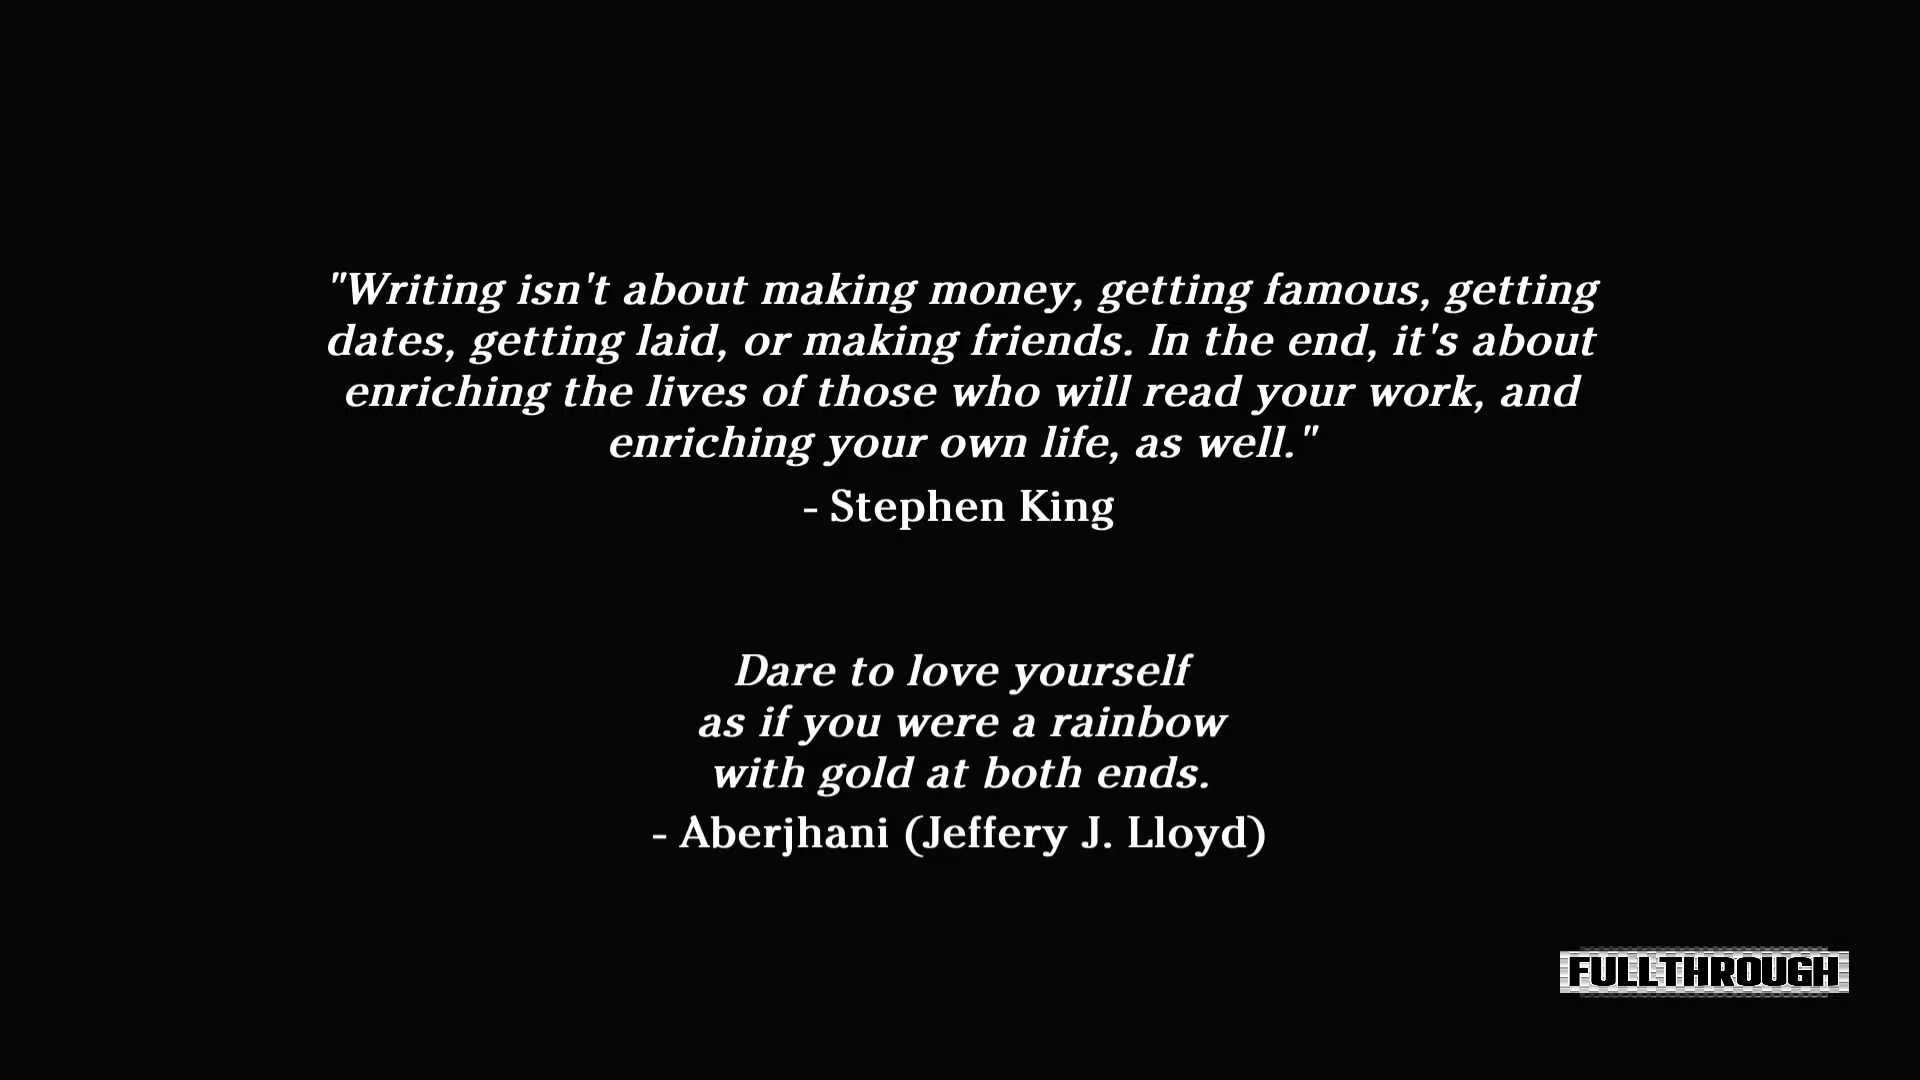 "Writing isn't about making money, getting famous, getting
dates, getting laid, or making friends. In the end, it's about
enriching the lives of those who will read your work, and
enriching your own life, as well."
- Stephen King
Dare to love yourself
as if you were a rainbow
with gold at both ends.
- Aberjhani (Jeffery J. Lloyd)
FULLTHROUGH